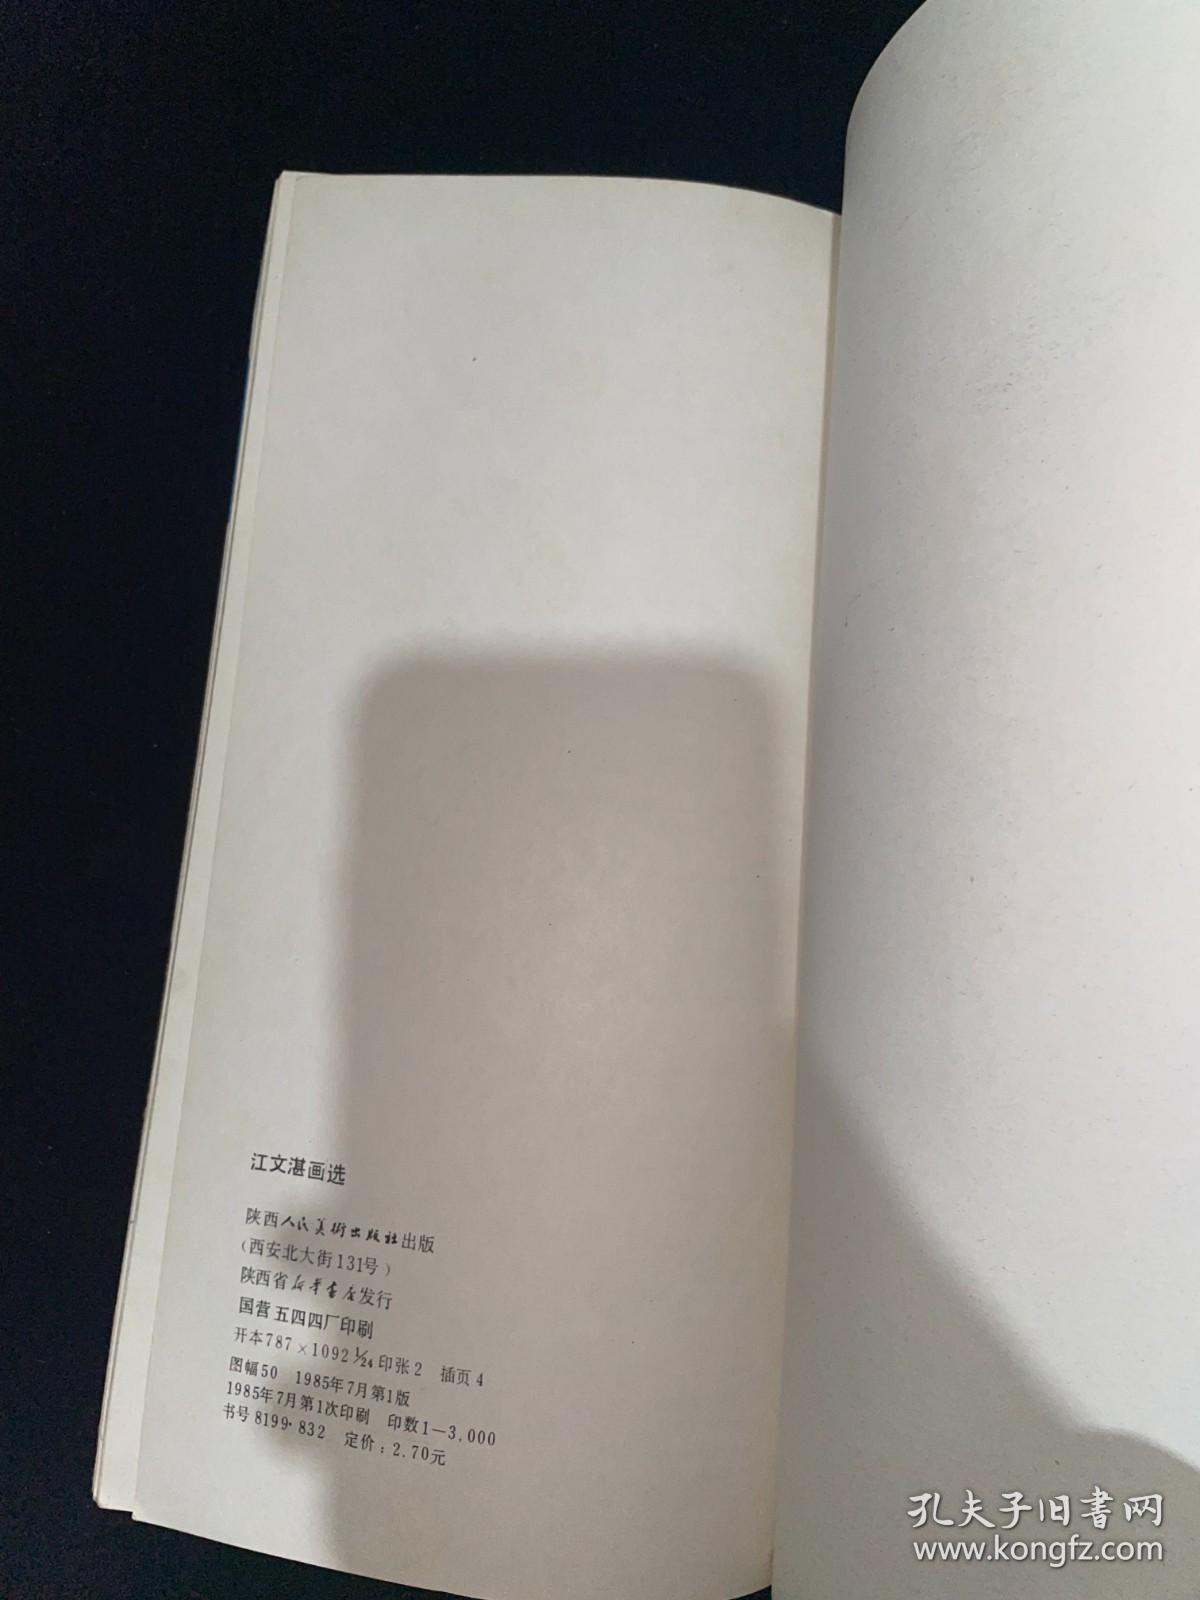 江文湛画选
陕西人民美術出版社出版
(西安北大街131号)
陕西省新华书店发行
国营五四四厂印刷
开本787×1092 1/24 印张2 插页4
图幅50 1985年7月第1版
1985年7月第1次印刷 印数1—3,000
书号8199·832 定价:2.70元
孔夫子旧书网
www.kongfz.com